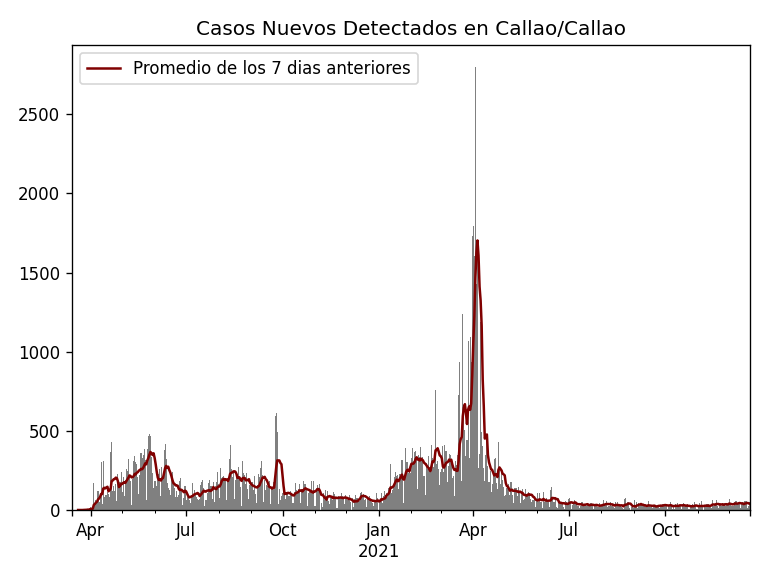 Casos Nuevos Detectados en Callao/Callao
Promedio de los 7 dias anteriores
2500
2000
1500
1000
500
0
Apr Jul Oct Jan Apr Jul Oct
2021